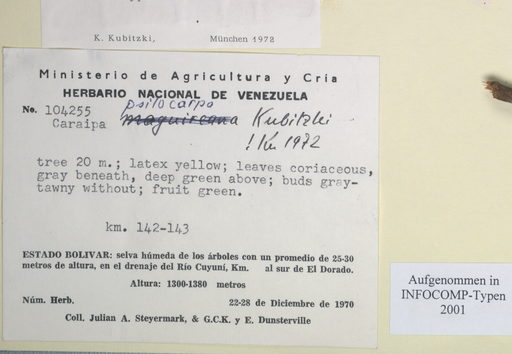 K. Kubitzki, München 1972
Ministerio de Agricultura y Cria
HERBARIO NACIONAL DE VENEZUELA
No. 104255 psilocarpa
Caraipa maguireana Kubitzki
! Ku 1972
tree 20 m.; latex yellow; leaves coriaceous,
gray beneath, deep green above; buds gray-
tawny without; fruit green.
km. 142-143
ESTADO BOLIVAR: selva húmeda de los árboles con un promedio de 25-30
metros de altura, en el drenaje del Río Cuyuní, Km. al sur de El Dorado.
Altura: 1300-1380 metros
Núm. Herb. 22-28 de Diciembre de 1970
Coll. Julian A. Steyermark, & G.C.K. y E. Dunsterville
Aufgenommen in
INFOCOMP-Typen
2001